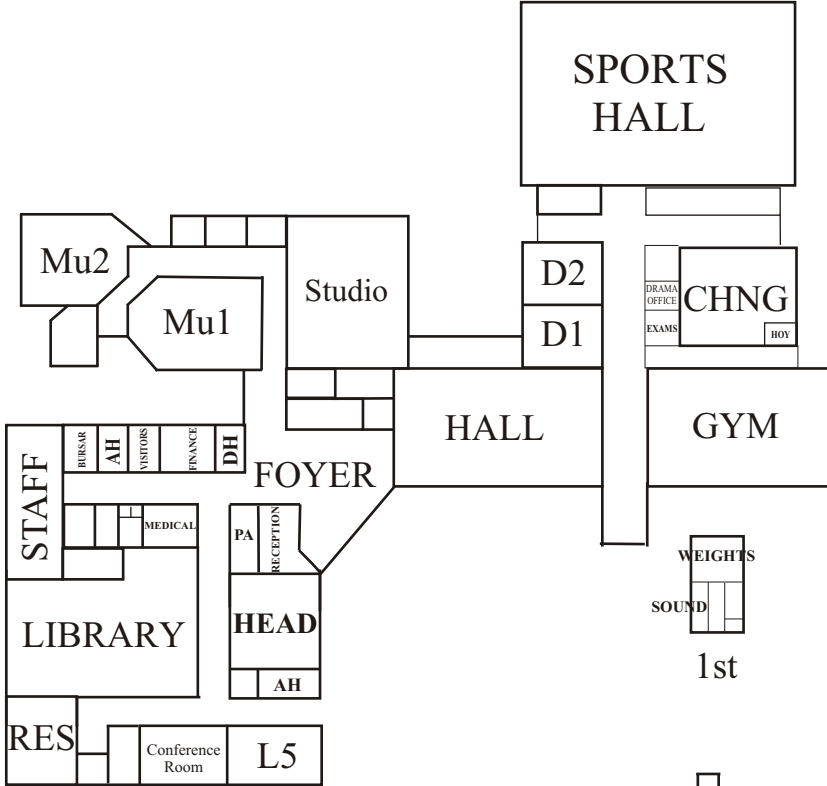 SPORTS
HALL
Mu2
Studio
D2
CHNG
DRAMA
OFFICE
Mu1
D1
EXAMS
HOY
HALL
GYM
STAFF
BURSAR
AH
VISITORS
FINANCE
DH
FOYER
MEDICAL
PA
RECEPTION
WEIGHTS
SOUND
LIBRARY
HEAD
1st
AH
RES
Conference
Room
L5